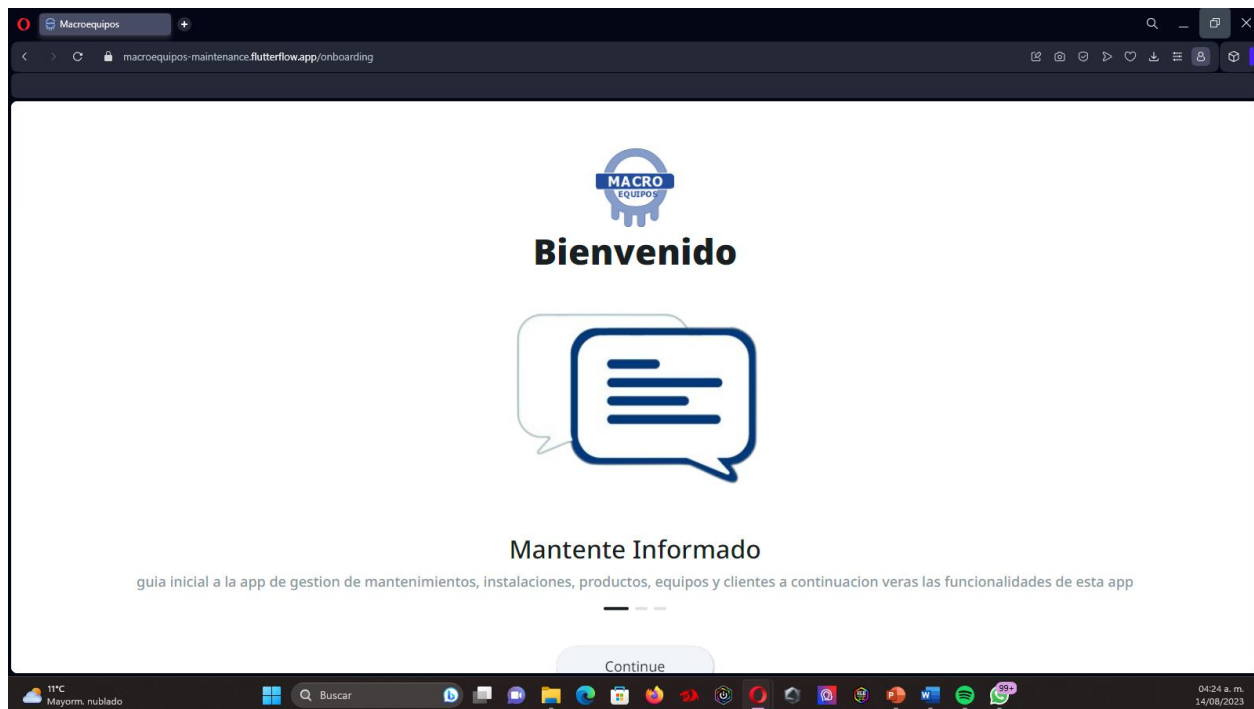 Macroequipos
macroequipos-maintenance.flutterflow.app/onboarding
MACRO
EQUIPOS
Bienvenido
Mantente Informado
guia inicial a la app de gestion de mantenimientos, instalaciones, productos, equipos y clientes a continuacion veras las funcionalidades de esta app
Continue
11°C
Mayorm. nublado
Buscar
99+
04:24 a. m.
14/08/2023